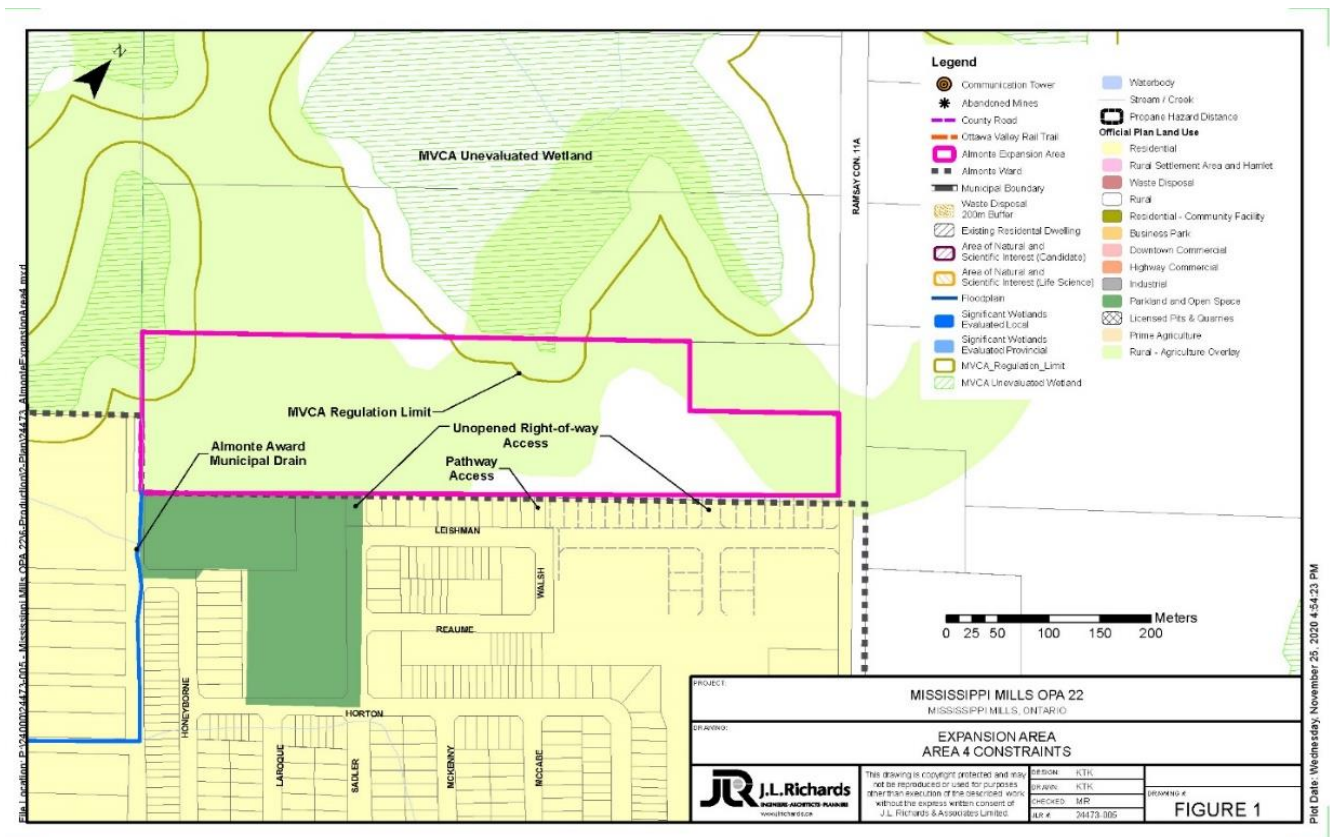 N
MVCA Unevaluated Wetland
RAMSAY CON. 11A
MVCA Regulation Limit
Unopened Right-of-way
Access
Almonte Award
Municipal Drain
Pathway
Access
LEISHMAN
WALSH
REAUME
HONEYBORNE
HORTON
LAROQUE
SADLER
MCKENNY
MCCABE
Legend
Communication Tower
Abandoned Mines
County Road
Ottawa Valley Rail Trail
Almonte Expansion Area
Almonte Ward
Municipal Boundary
Waste Disposal
200m Buffer
Existing Residential Dwelling
Area of Natural and
Scientific Interest (Candidate)
Area of Natural and
Scientific Interest (Life Science)
Floodplain
Significant Wetlands
Evaluated Local
Significant Wetlands
Evaluated Provincial
MVCA_Regulation_Limit
MVCA Unevaluated Wetland
Waterbody
Stream / Creek
Propane Hazard Distance
Official Plan Land Use
Residential
Rural Settlement Area and Hamlet
Waste Disposal
Rural
Residential - Community Facility
Business Park
Downtown Commercial
Highway Commercial
Industrial
Parkland and Open Space
Licensed Pits & Quarries
Prime Agriculture
Rural - Agriculture Overlay
Meters
0 25 50 100 150 200
PROJECT:
MISSISSIPPI MILLS OPA 22
MISSISSIPPI MILLS, ONTARIO
DRAWING:
EXPANSION AREA
AREA 4 CONSTRAINTS
JLR J.L.Richards
ENGINEERS·ARCHITECTS·PLANNERS
www.jlrichards.ca
This drawing is copyright protected and may
not be reproduced or used for purposes
other than execution of the described work
without the express written consent of
J.L. Richards & Associates Limited.
DESIGN: KTK
DRAWN: KTK
CHECKED: MR
JLR #: 24473-005
DRAWING #:
FIGURE 1
Plot Date: Wednesday, November 25, 2020 4:54:23 PM